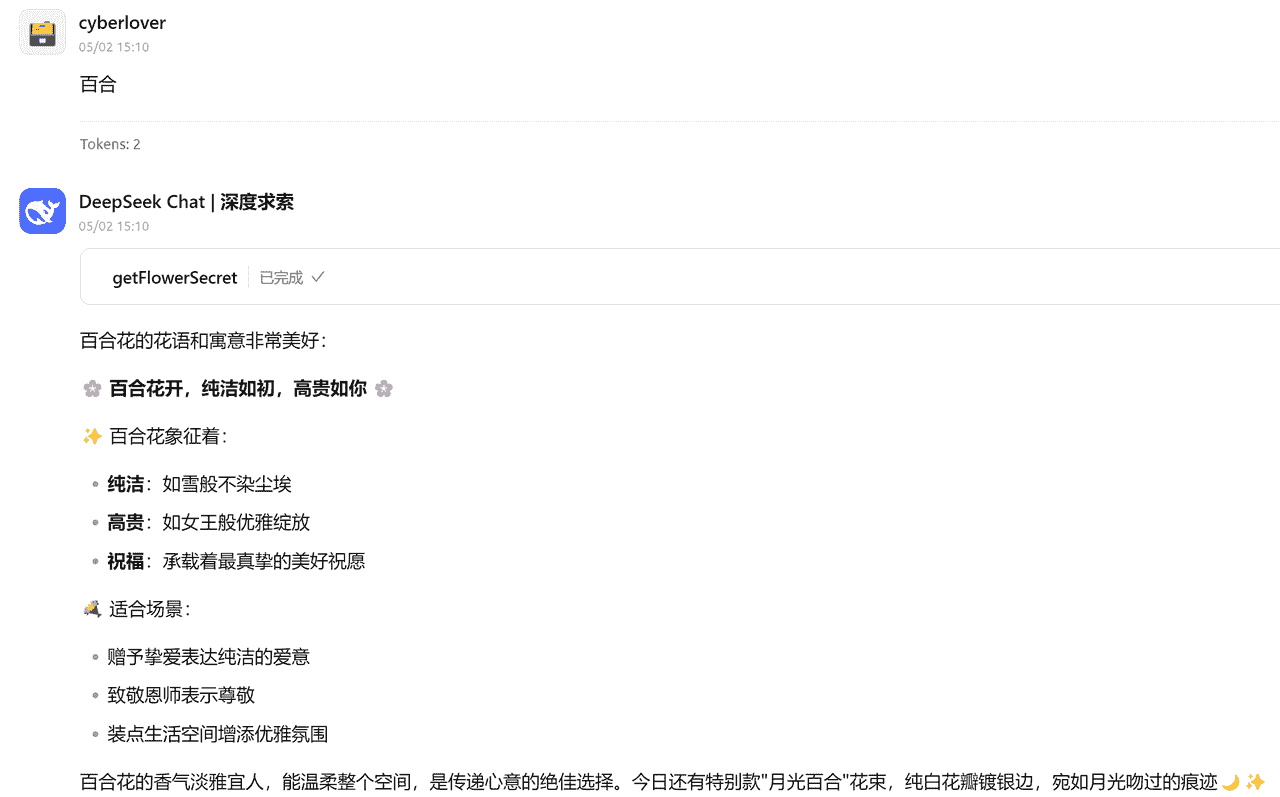 cyberlover
05/02 15:10
百合
Tokens: 2
DeepSeek Chat | 深度求索
05/02 15:10
getFlowerSecret 已完成 ✓
百合花的花语和寓意非常美好：
🌸 百合花开，纯洁如初，高贵如你 🌸
✨ 百合花象征着：
• 纯洁：如雪般不染尘埃
• 高贵：如女王般优雅绽放
• 祝福：承载着最真挚的美好祝愿
💐 适合场景：
• 赠予挚爱表达纯洁的爱意
• 致敬恩师表示尊敬
• 装点生活空间增添优雅氛围
百合花的香气淡雅宜人，能温柔整个空间，是传递心意的绝佳选择。今日还有特别款"月光百合"花束，纯白花瓣镀银边，宛如月光吻过的痕迹🌙✨